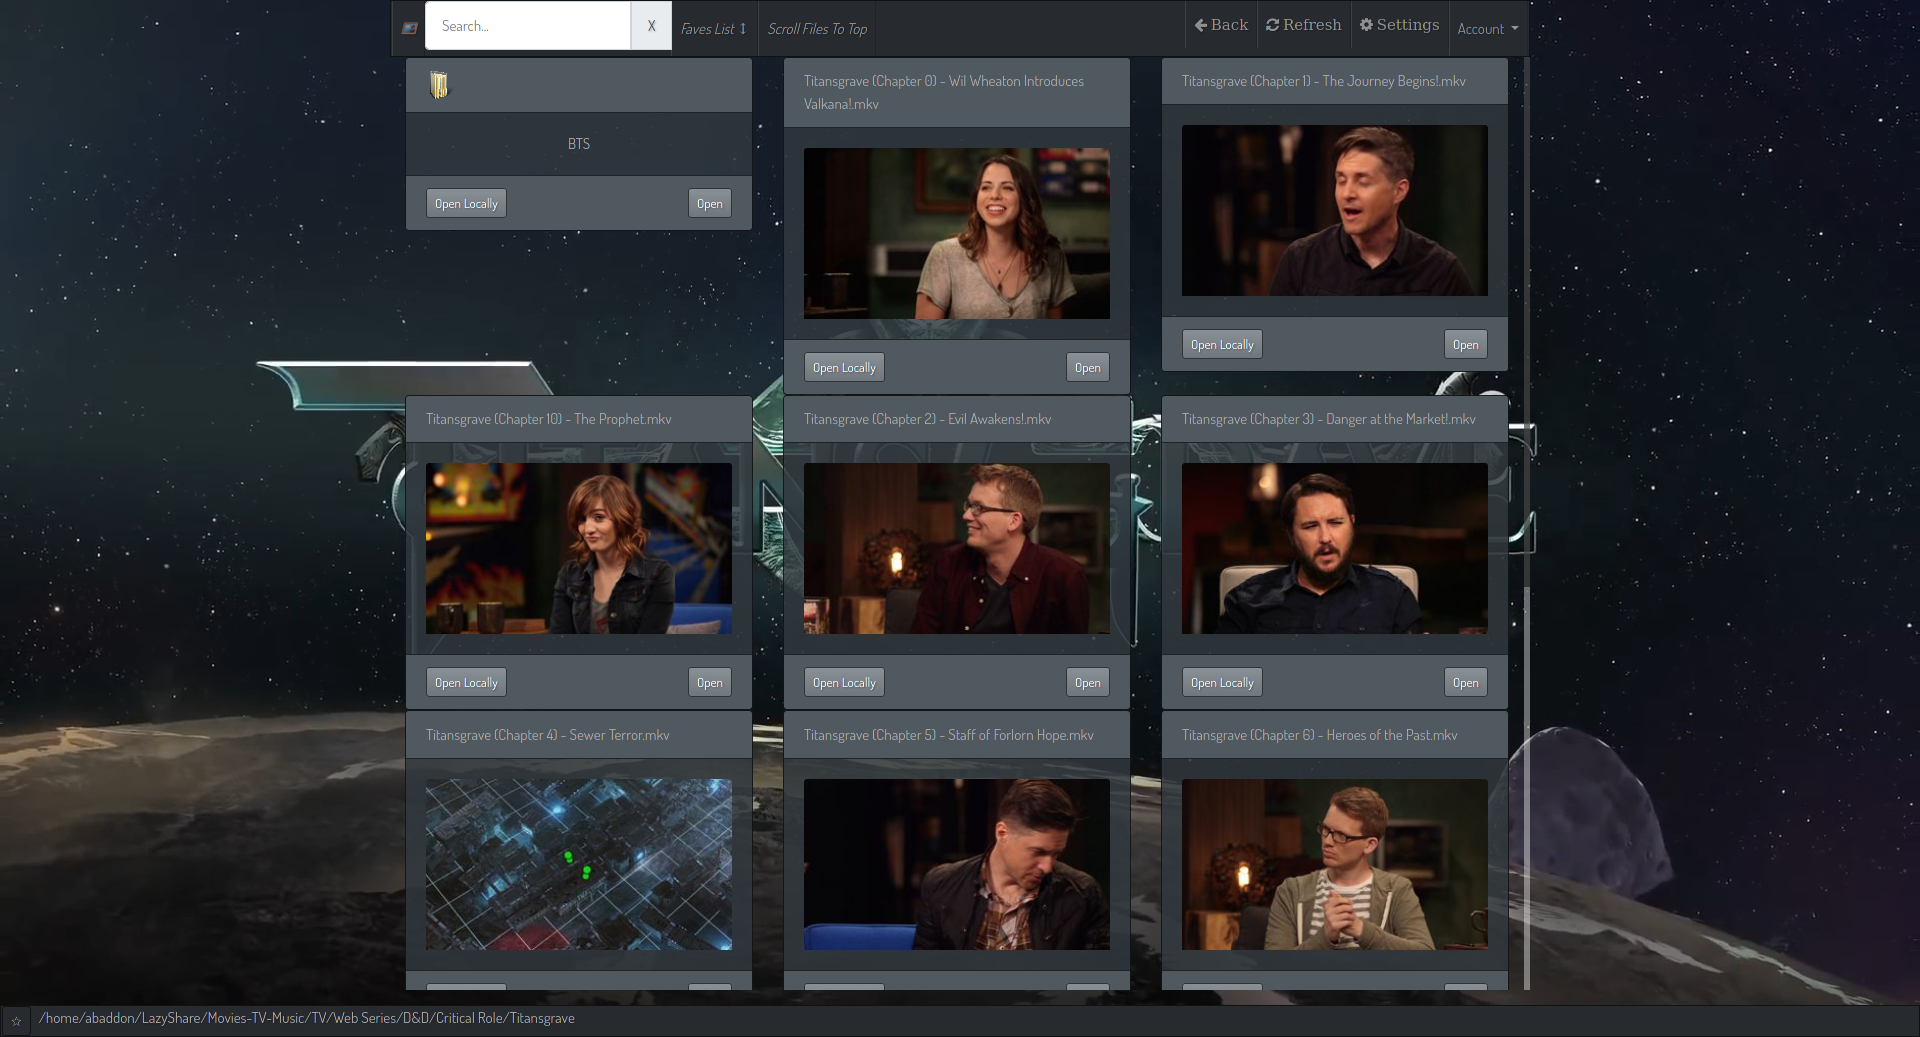 Search...
X
Faves List ↕
Scroll Files To Top
Back
Refresh
Settings
Account
BTS
Open Locally
Open
Titansgrave (Chapter 0) - Wil Wheaton Introduces
Valkana!.mkv
Open Locally
Open
Titansgrave (Chapter 1) - The Journey Begins!.mkv
Open Locally
Open
Titansgrave (Chapter 10) - The Prophet.mkv
Open Locally
Open
Titansgrave (Chapter 2) - Evil Awakens!.mkv
Open Locally
Open
Titansgrave (Chapter 3) - Danger at the Market!.mkv
Open Locally
Open
Titansgrave (Chapter 4) - Sewer Terror.mkv
Titansgrave (Chapter 5) - Staff of Forlorn Hope.mkv
Titansgrave (Chapter 6) - Heroes of the Past.mkv
☆
/home/abaddon/LazyShare/Movies-TV-Music/TV/Web Series/D&D/Critical Role/Titansgrave